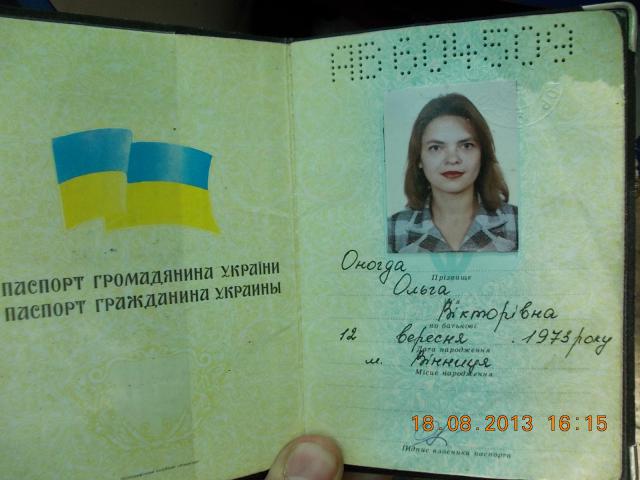 ПАСПОРТ ГРОМАДЯНИНА УКРАЇНИ
ПАСПОРТ ГРАЖДАНИНА УКРАИНЫ
АВ 604509
Оногда
Прізвище
Ольга
Ім'я
Вікторівна
по батькові
12 вересня 1973 року
Дата народження
м. Вінниця
Місце народження
18.08.2013 16:15
Підпис власника паспорта